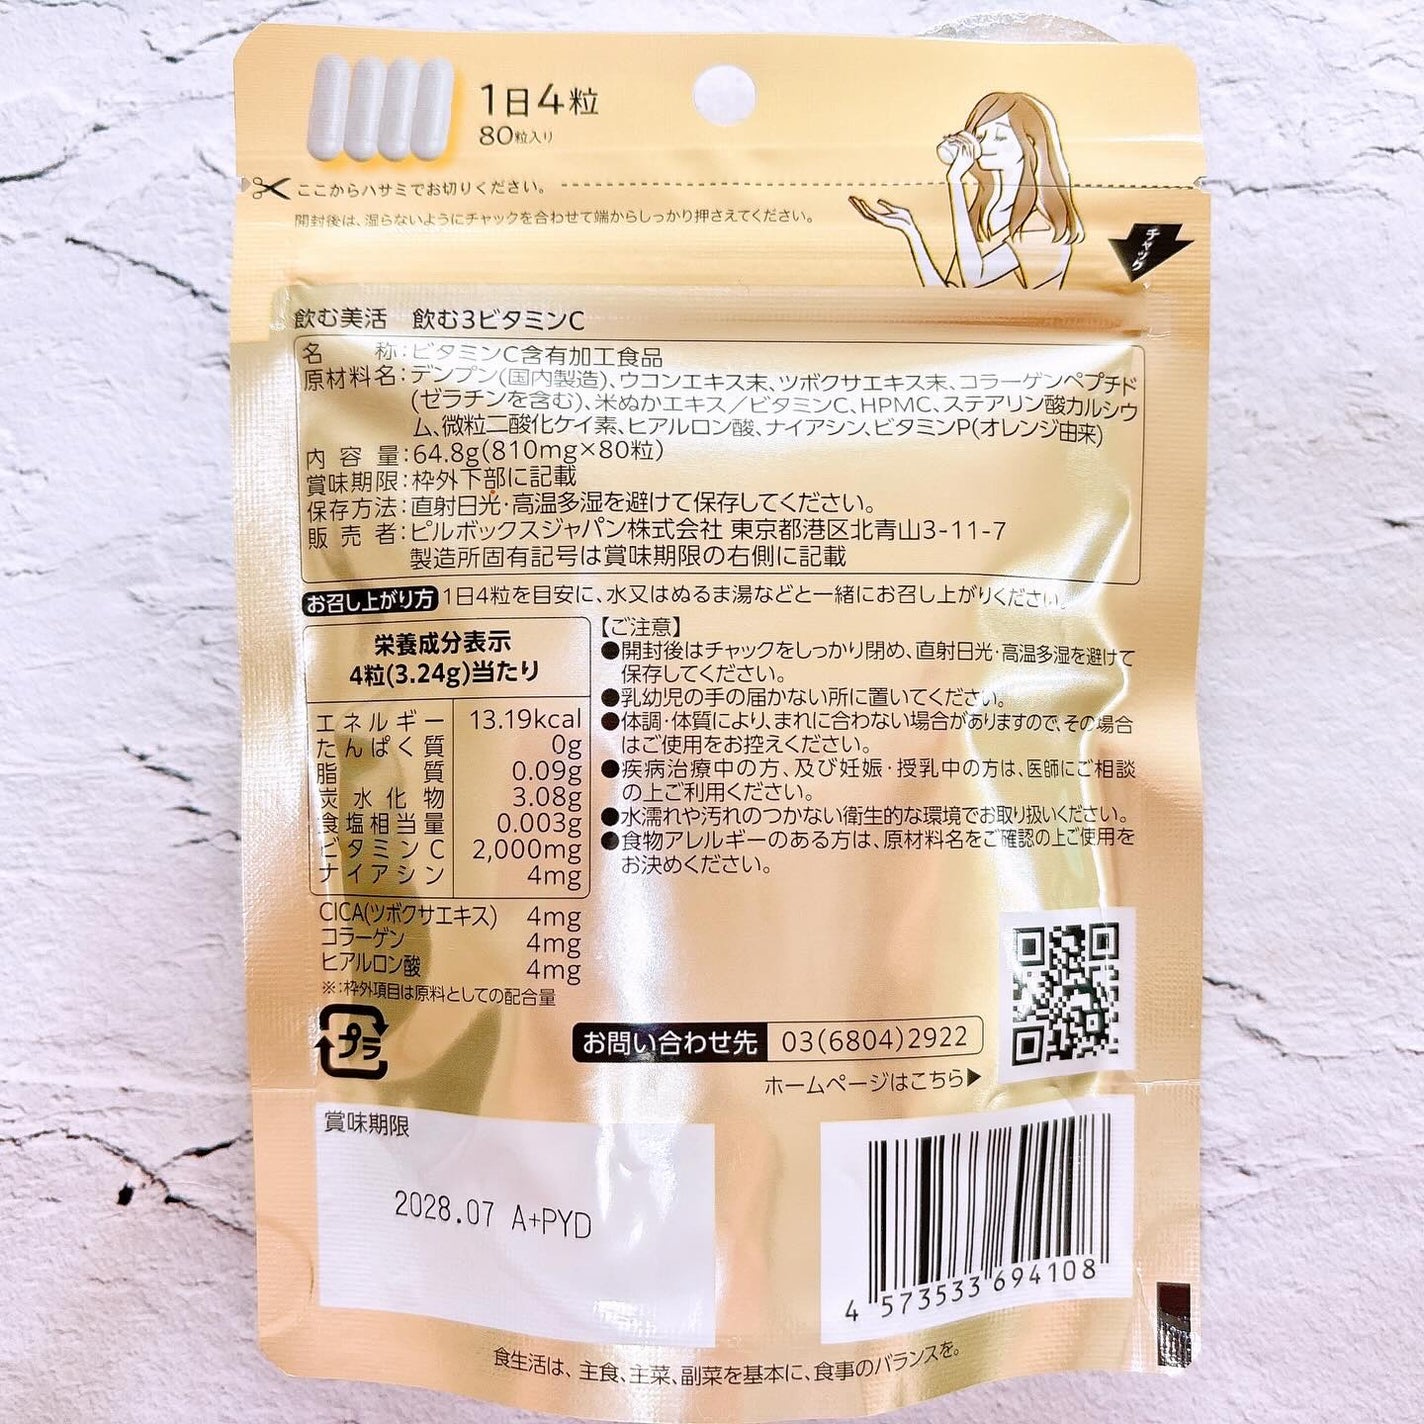 1日4粒
80粒入り
ここからハサミでお切りください。
開封後は、湿らないようにチャックを合わせて端からしっかり押さえてください。
チャック
飲む美活 飲む3ビタミンC
名称:ビタミンC含有加工食品
原材料名:デンプン(国内製造)、ウコンエキス末、ツボクサエキス末、コラーゲンペプチド
(ゼラチンを含む)、米ぬかエキス/ビタミンC、HPMC、ステアリン酸カルシウ
ム、微粒二酸化ケイ素、ヒアルロン酸、ナイアシン、ビタミンP(オレンジ由来)
内容量:64.8g(810mg×80粒)
賞味期限:枠外下部に記載
保存方法:直射日光・高温多湿を避けて保存してください。
販売者:ピルボックスジャパン株式会社 東京都港区北青山3-11-7
製造所固有記号は賞味期限の右側に記載
お召し上がり方 1日4粒を目安に、水又はぬるま湯などと一緒にお召し上がりください。
栄養成分表示
4粒(3.24g)当たり
エネルギー 13.19kcal
たんぱく質 0g
脂質 0.09g
炭水化物 3.08g
食塩相当量 0.003g
ビタミンC 2,000mg
ナイアシン 4mg
CICA(ツボクサエキス) 4mg
コラーゲン 4mg
ヒアルロン酸 4mg
※:枠外項目は原料としての配合量
【ご注意】
●開封後はチャックをしっかり閉め、直射日光・高温多湿を避けて
保存してください。
●乳幼児の手の届かない所に置いてください。
●体調・体質により、まれに合わない場合がありますので、その場合
はご使用をお控えください。
●疾病治療中の方、及び妊娠・授乳中の方は、医師にご相談
の上ご利用ください。
●水濡れや汚れのつかない衛生的な環境でお取り扱いください。
●食物アレルギーのある方は、原材料名をご確認の上ご使用を
お決めください。
プラ
お問い合わせ先 03(6804)2922
ホームページはこちら▶
賞味期限
2028.07 A+PYD
4 573533 694108
食生活は、主食、主菜、副菜を基本に、食事のバランスを。